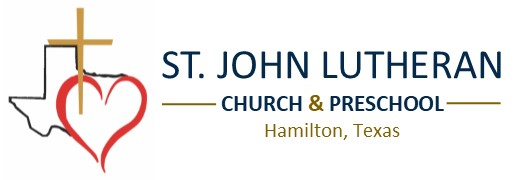 ST. JOHN LUTHERAN
CHURCH & PRESCHOOL
Hamilton, Texas